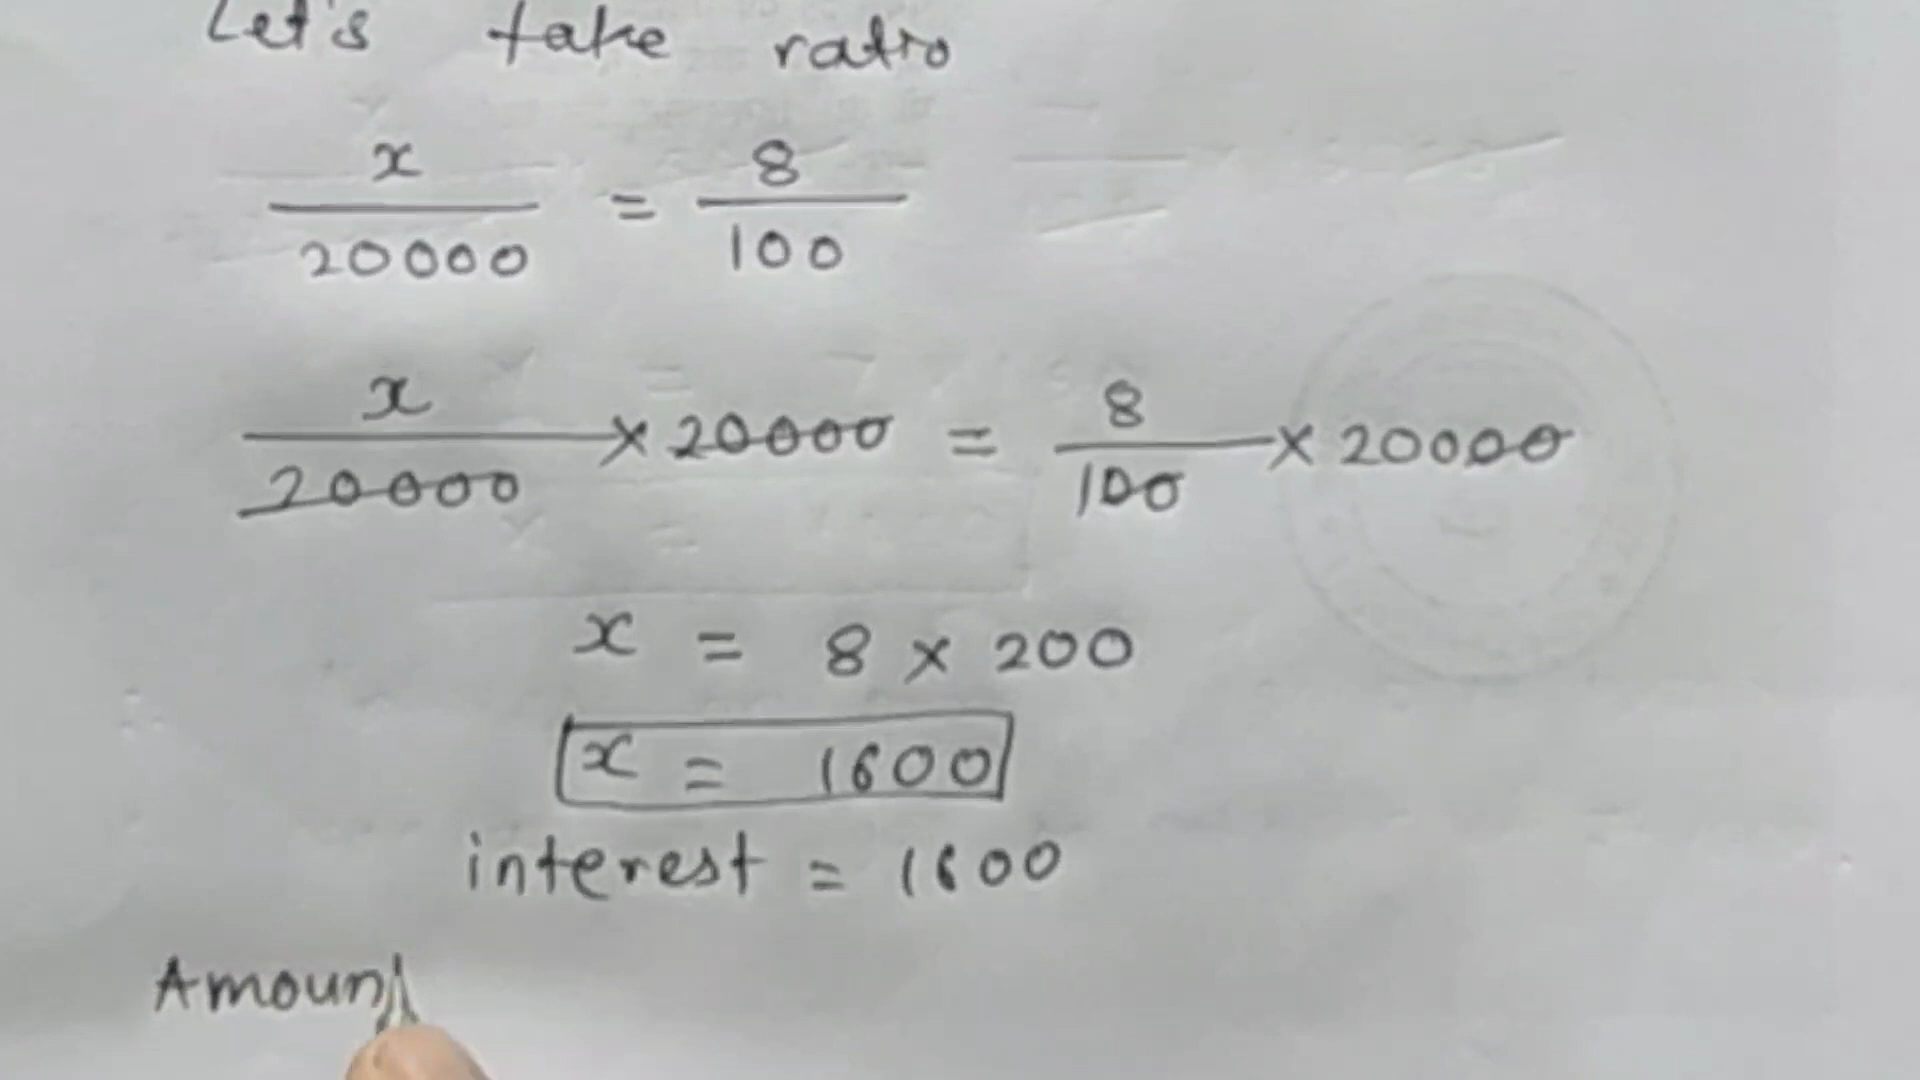 Let's take ratio
x/20000 = 8/100
x/20000 × 20000 = 8/100 × 20000
x = 8 × 200
x = 1600
interest = 1600
Amount